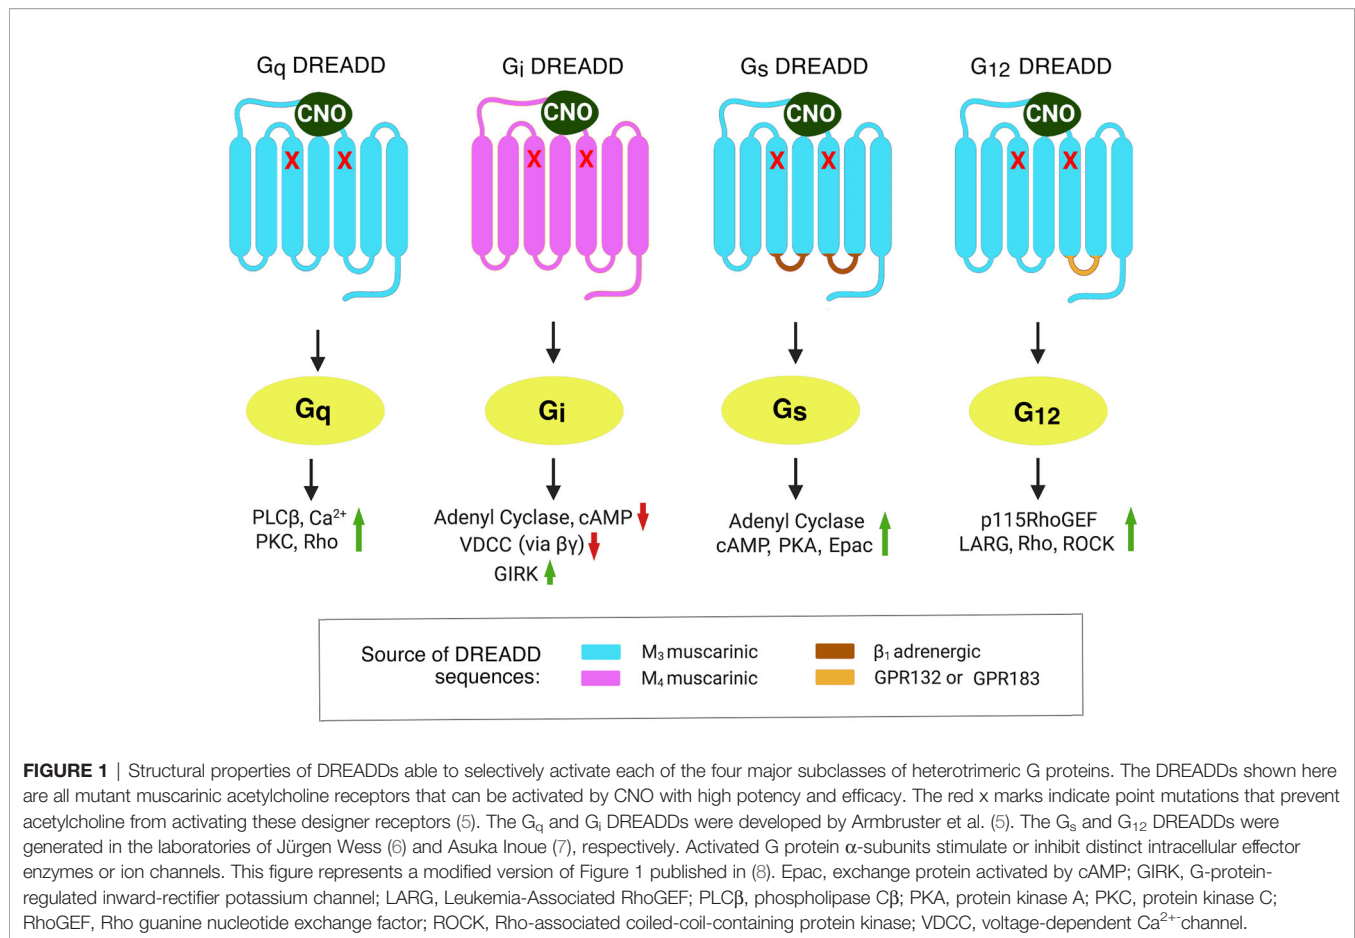 Gq DREADD
Gi DREADD
Gs DREADD
G12 DREADD
CNO
CNO
CNO
CNO
X X
X X
X X
X X
Gq
Gi
Gs
G12
PLCβ, Ca²⁺
PKC, Rho
Adenyl Cyclase, cAMP
VDCC (via βγ)
GIRK
Adenyl Cyclase
cAMP, PKA, Epac
p115RhoGEF
LARG, Rho, ROCK
Source of DREADD
sequences:
M₃ muscarinic
M₄ muscarinic
β₁ adrenergic
GPR132 or GPR183
FIGURE 1 | Structural properties of DREADDs able to selectively activate each of the four major subclasses of heterotrimeric G proteins. The DREADDs shown here
are all mutant muscarinic acetylcholine receptors that can be activated by CNO with high potency and efficacy. The red x marks indicate point mutations that prevent
acetylcholine from activating these designer receptors (5). The Gq and Gi DREADDs were developed by Armbruster et al. (5). The Gs and G12 DREADDs were
generated in the laboratories of Jürgen Wess (6) and Asuka Inoue (7), respectively. Activated G protein α-subunits stimulate or inhibit distinct intracellular effector
enzymes or ion channels. This figure represents a modified version of Figure 1 published in (8). Epac, exchange protein activated by cAMP; GIRK, G-protein-
regulated inward-rectifier potassium channel; LARG, Leukemia-Associated RhoGEF; PLCβ, phospholipase Cβ; PKA, protein kinase A; PKC, protein kinase C;
RhoGEF, Rho guanine nucleotide exchange factor; ROCK, Rho-associated coiled-coil-containing protein kinase; VDCC, voltage-dependent Ca²⁺-channel.